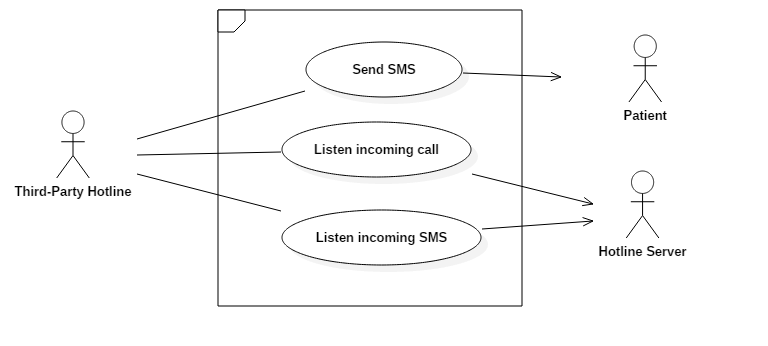 Send SMS
Patient
Listen incoming call
Third-Party Hotline
Listen incoming SMS
Hotline Server